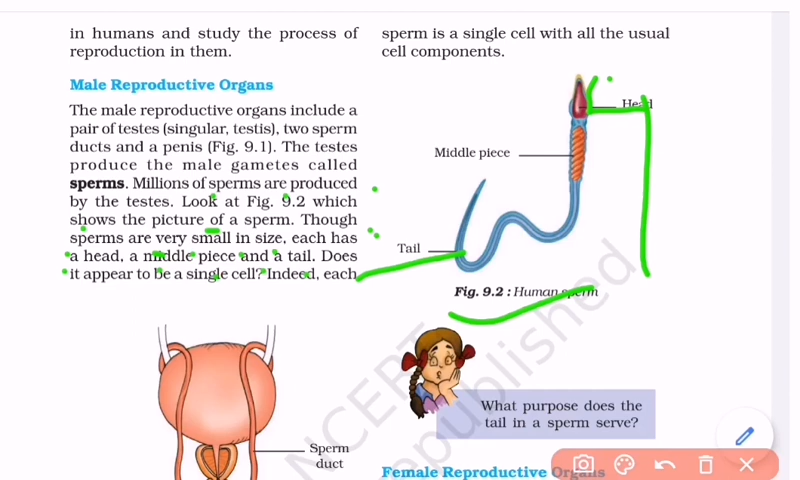 in humans and study the process of
reproduction in them.
Male Reproductive Organs
The male reproductive organs include a
pair of testes (singular, testis), two sperm
ducts and a penis (Fig. 9.1). The testes
produce the male gametes called
sperms. Millions of sperms are produced
by the testes. Look at Fig. 9.2 which
shows the picture of a sperm. Though
sperms are very small in size, each has
a head, a middle piece and a tail. Does
it appear to be a single cell? Indeed, each
Sperm
duct
sperm is a single cell with all the usual
cell components.
Head
Middle piece
Tail
Fig. 9.2 : Human sperm
What purpose does the
tail in a sperm serve?
Female Reproductive Organs
NCERT
republished